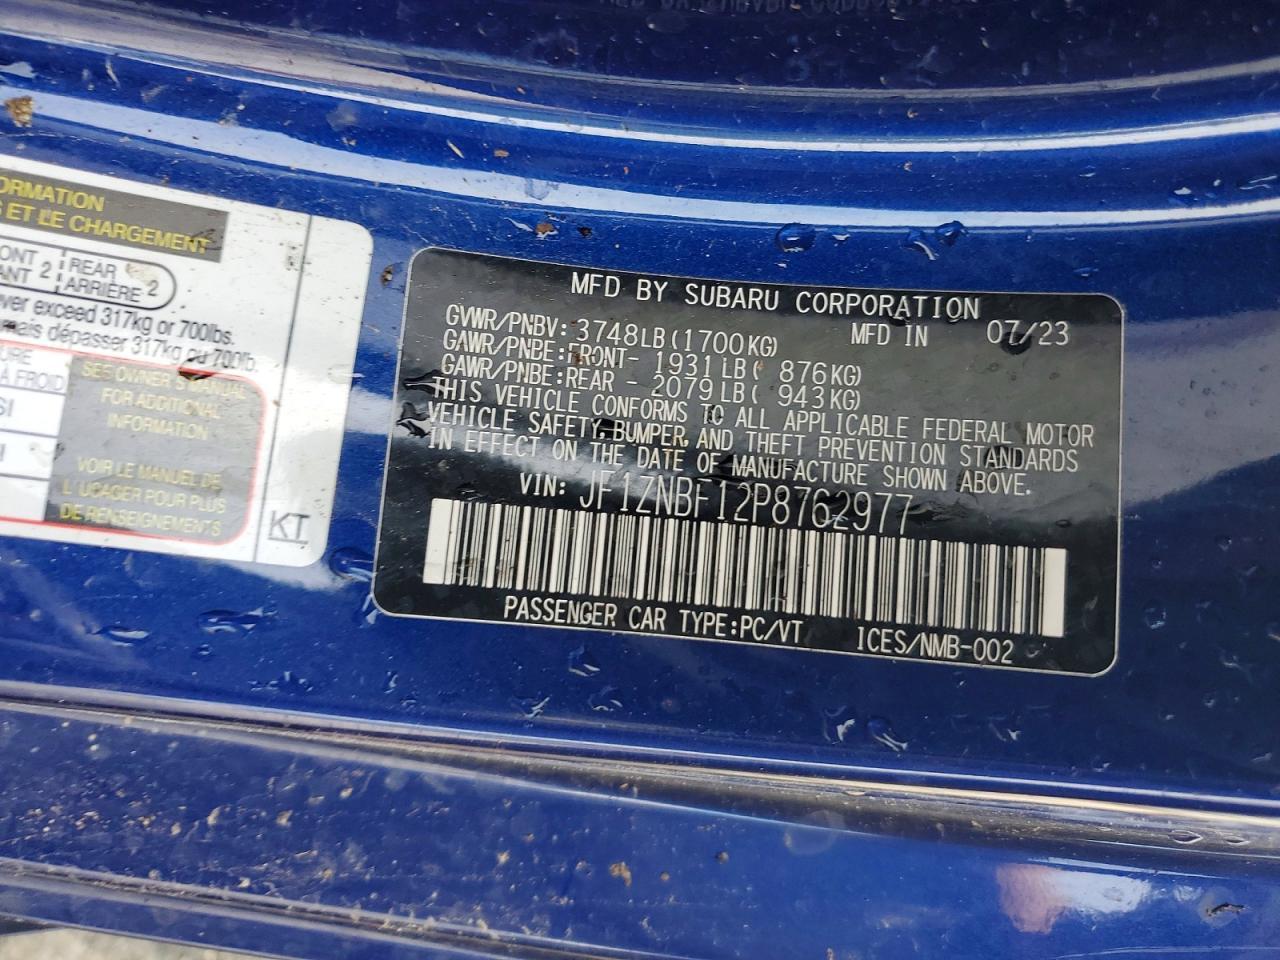 ORMATION
S ET LE CHARGEMENT
ONT 2 REAR 2
ANT ARRIÈRE
ver exceed 317kg or 700lbs.
mais dépasser 317kg ou 700lb.
URE
À FROID
SI
I
SEE OWNER'S MANUAL
FOR ADDITIONAL
INFORMATION
VOIR LE MANUEL DE
L'USAGER POUR PLUS
DE RENSEIGNEMENTS
KT
MFD BY SUBARU CORPORATION
GVWR/PNBV: 3748LB(1700KG) MFD IN 07/23
GAWR/PNBE:FRONT- 1931LB( 876KG)
GAWR/PNBE:REAR - 2079LB( 943KG)
THIS VEHICLE CONFORMS TO ALL APPLICABLE FEDERAL MOTOR
VEHICLE SAFETY, BUMPER, AND THEFT PREVENTION STANDARDS
IN EFFECT ON THE DATE OF MANUFACTURE SHOWN ABOVE.
VIN: JF1ZNBF12P8762977
PASSENGER CAR TYPE:PC/VT ICES/NMB-002